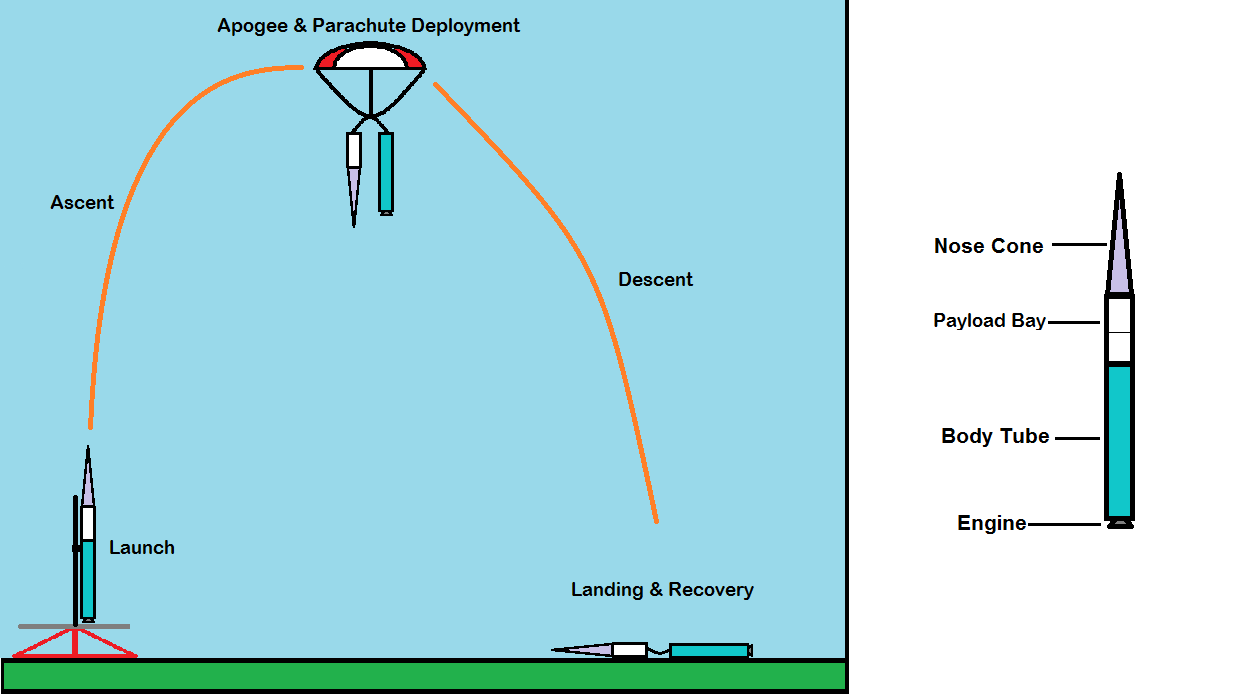 Apogee & Parachute Deployment
Ascent
Descent
Launch
Landing & Recovery
Nose Cone
Payload Bay
Body Tube
Engine